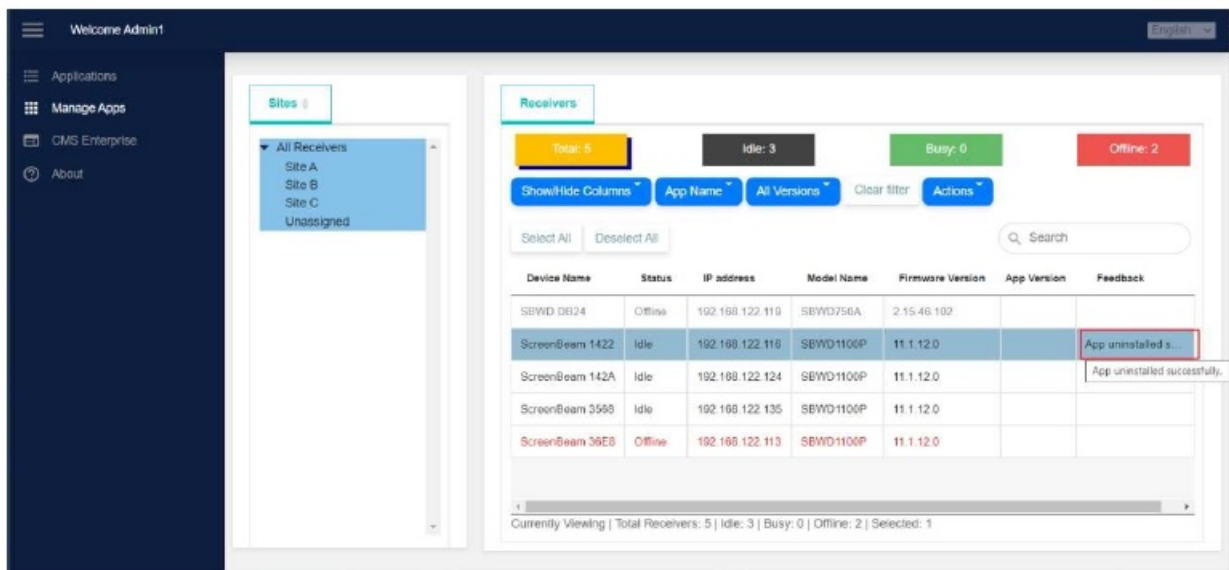 Welcome Admin1
English
Applications
Manage Apps
CMS Enterprise
About
Sites
All Receivers
Site A
Site B
Site C
Unassigned
Receivers
Total: 5 Idle: 3 Busy: 0 Offline: 2
Show/Hide Columns App Name All Versions Clear filter Actions
Select All Deselect All Search
Device Name Status IP address Model Name Firmware Version App Version Feedback
SBWD DB24 Offline 192.168.122.119 SBWD750A 2.15.46.102
ScreenBeam 1422 Idle 192.168.122.116 SBWD1100P 11.1.12.0 App uninstalled s...
App uninstalled successfully.
ScreenBeam 142A Idle 192.168.122.124 SBWD1100P 11.1.12.0
ScreenBeam 3568 Idle 192.168.122.135 SBWD1100P 11.1.12.0
ScreenBeam 36E8 Offline 192.168.122.113 SBWD1100P 11.1.12.0
Currently Viewing | Total Receivers: 5 | Idle: 3 | Busy: 0 | Offline: 2 | Selected: 1